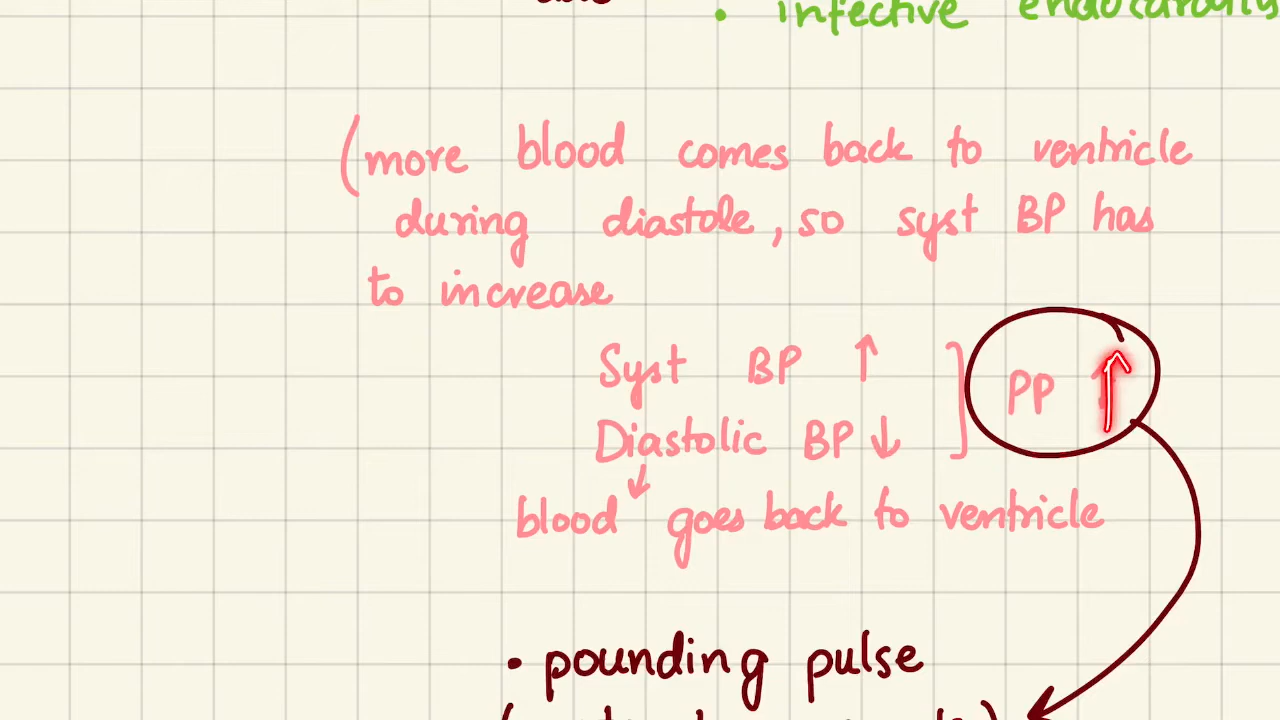 • infective endocarditis
(more blood comes back to ventricle
during diastole, so syst BP has
to increase
Syst BP ↑
PP ↑
Diastolic BP ↓
↓
blood goes back to ventricle
• pounding pulse